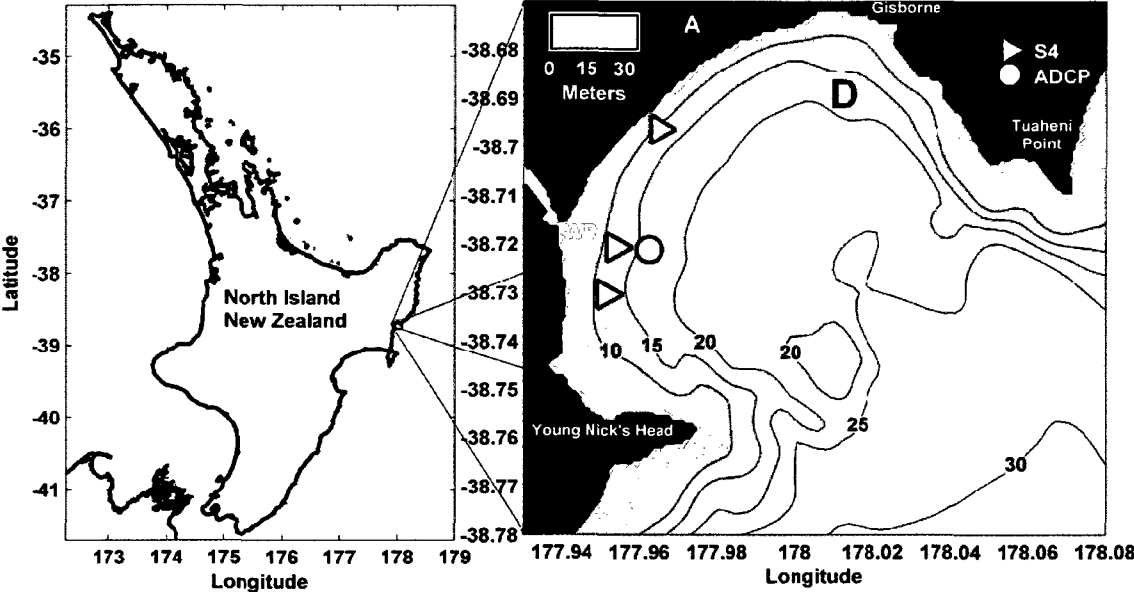 Latitude
-35
-36
-37
-38
-39
-40
-41
North Island
New Zealand
173 174 175 176 177 178 179
Longitude
-38.68
-38.69
-38.7
-38.71
-38.72
-38.73
-38.74
-38.75
-38.76
-38.77
-38.78
Gisborne
A
0 15 30
Meters
S4
ADCP
D
Tuaheni
Point
10 15 20
20
25
30
Young Nick's Head
177.94 177.96 177.98 178 178.02 178.04 178.06 178.08
Longitude